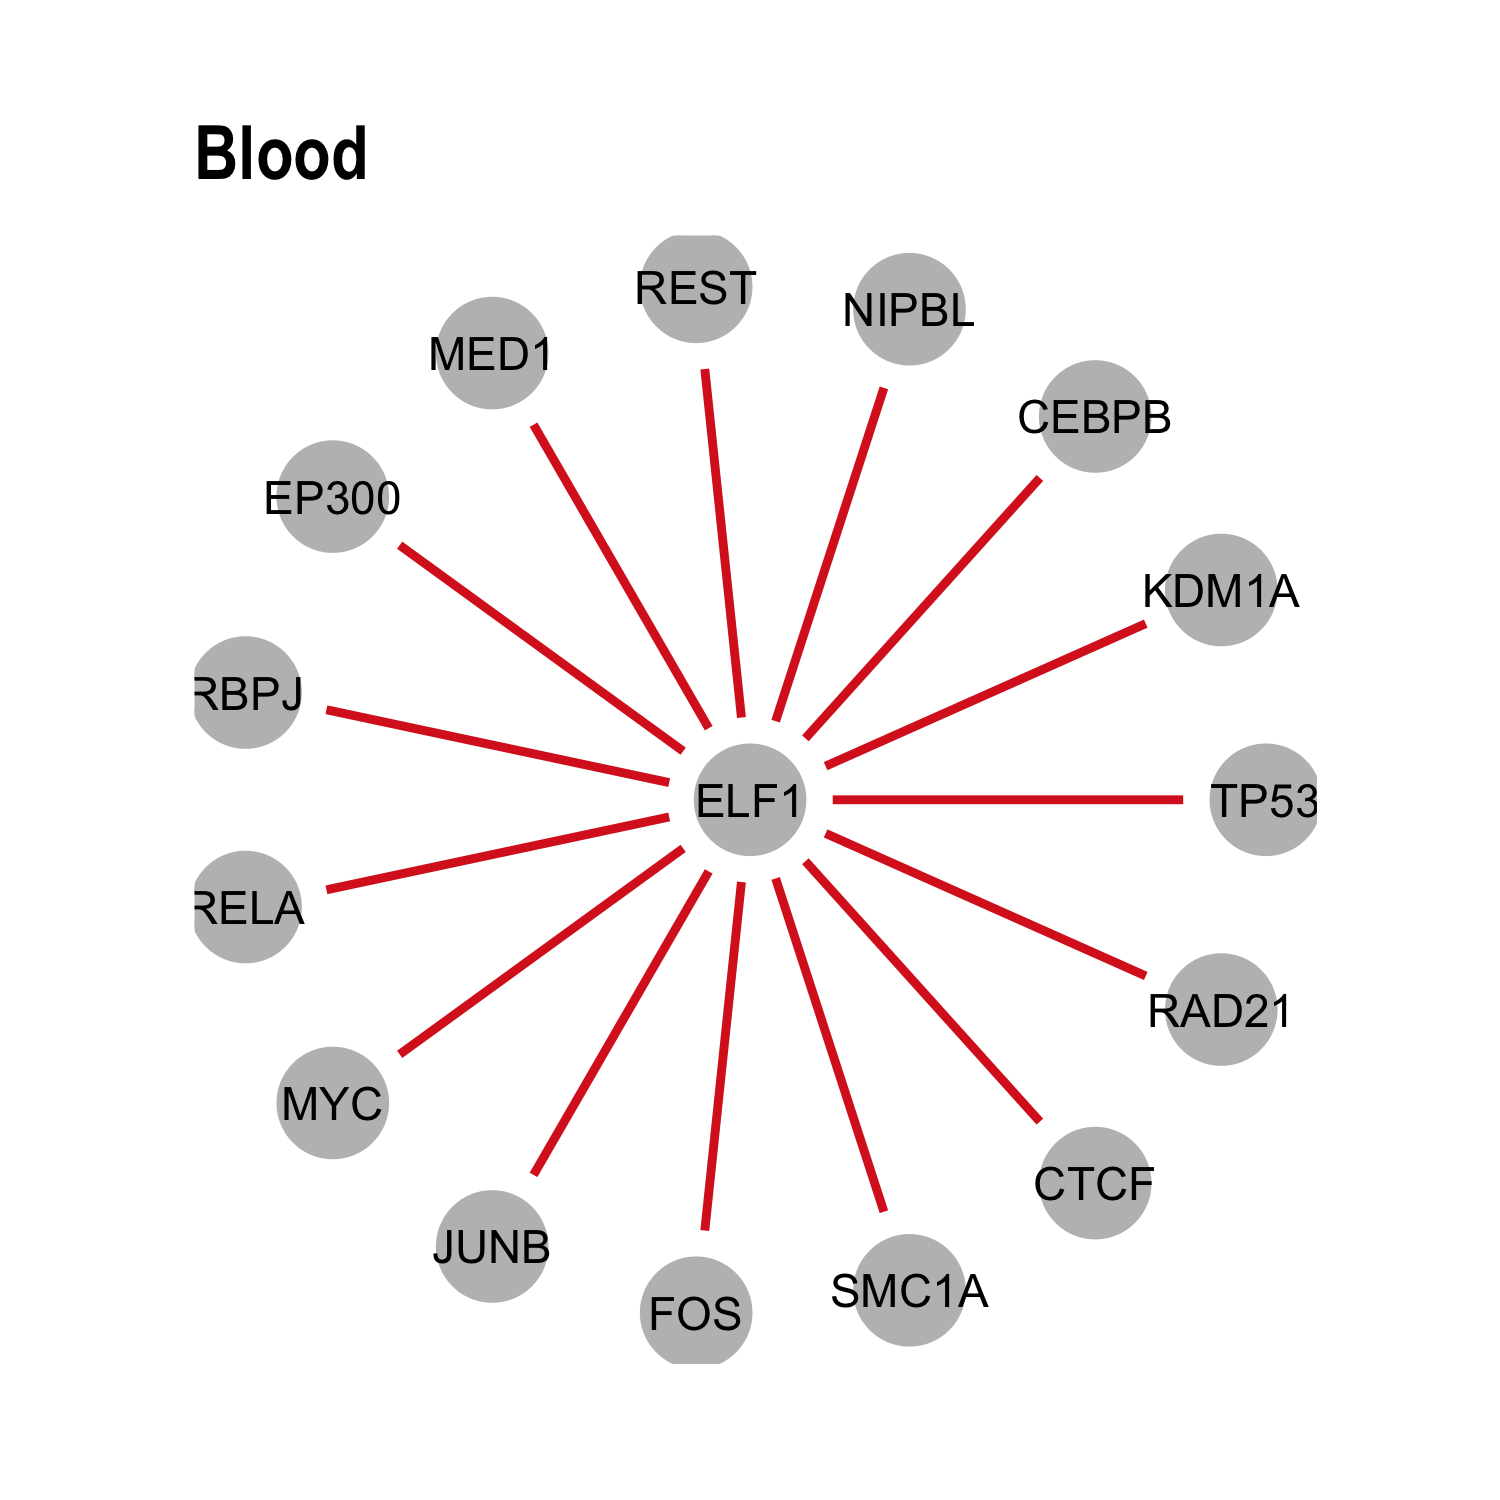 Blood
REST
NIPBL
MED1
CEBPB
EP300
KDM1A
RBPJ
ELF1
TP53
RELA
RAD21
MYC
CTCF
JUNB
SMC1A
FOS